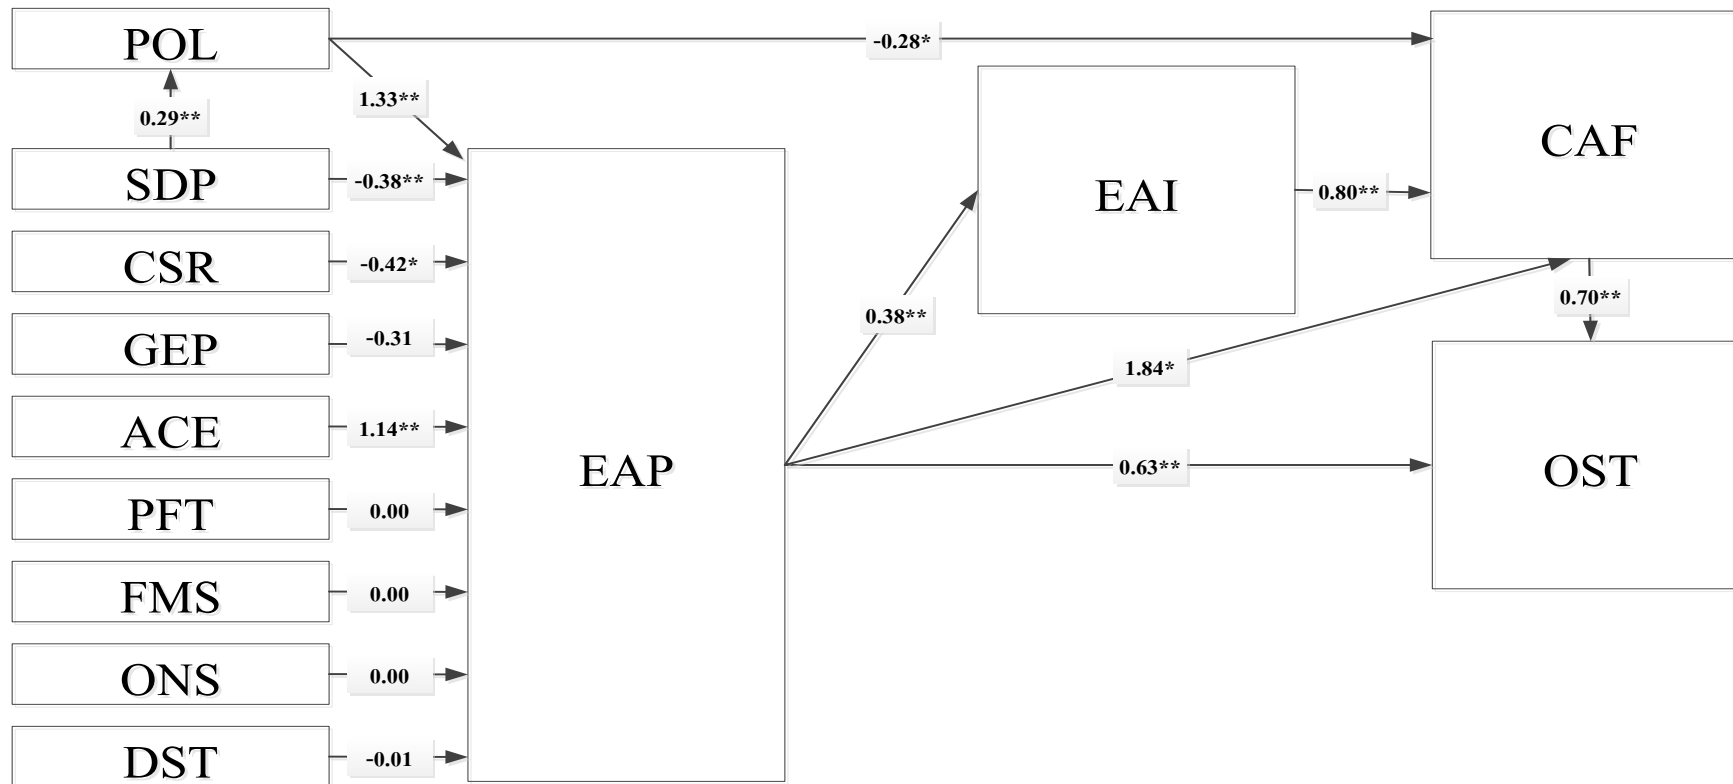 POL
-0.28*
1.33**
0.29**
SDP
-0.38**
CSR
-0.42*
GEP
-0.31
ACE
1.14**
PFT
0.00
FMS
0.00
ONS
0.00
DST
-0.01
EAP
0.38**
EAI
0.80**
CAF
1.84*
0.70**
0.63**
OST